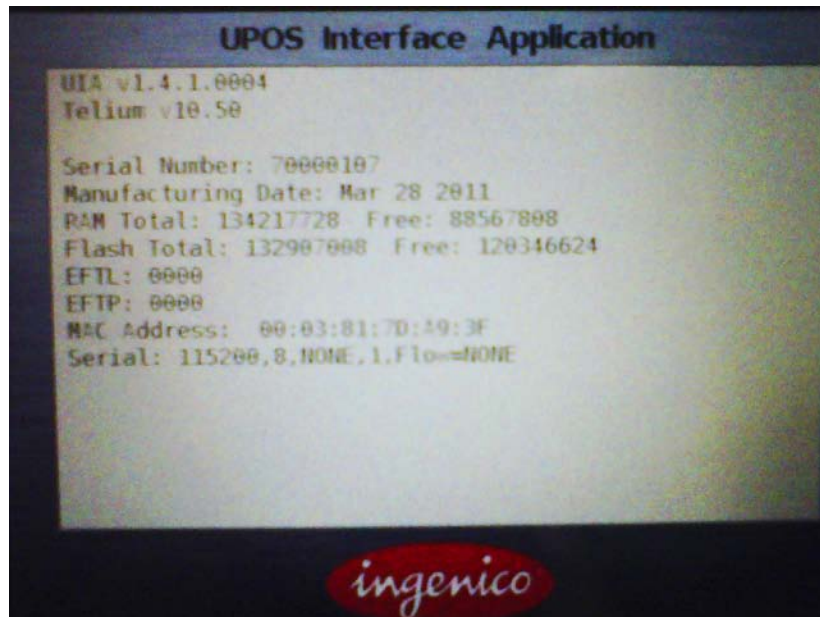 UPOS Interface Application
UIA v1.4.1.0004
Telium v10.50
Serial Number: 70000107
Manufacturing Date: Mar 28 2011
RAM Total: 134217728 Free: 88567808
Flash Total: 132907008 Free: 120346624
EFTL: 0000
EFTP: 0000
MAC Address: 00:03:81:7D:49:3F
Serial: 115200,8,NONE,1,Flow=NONE
ingenico